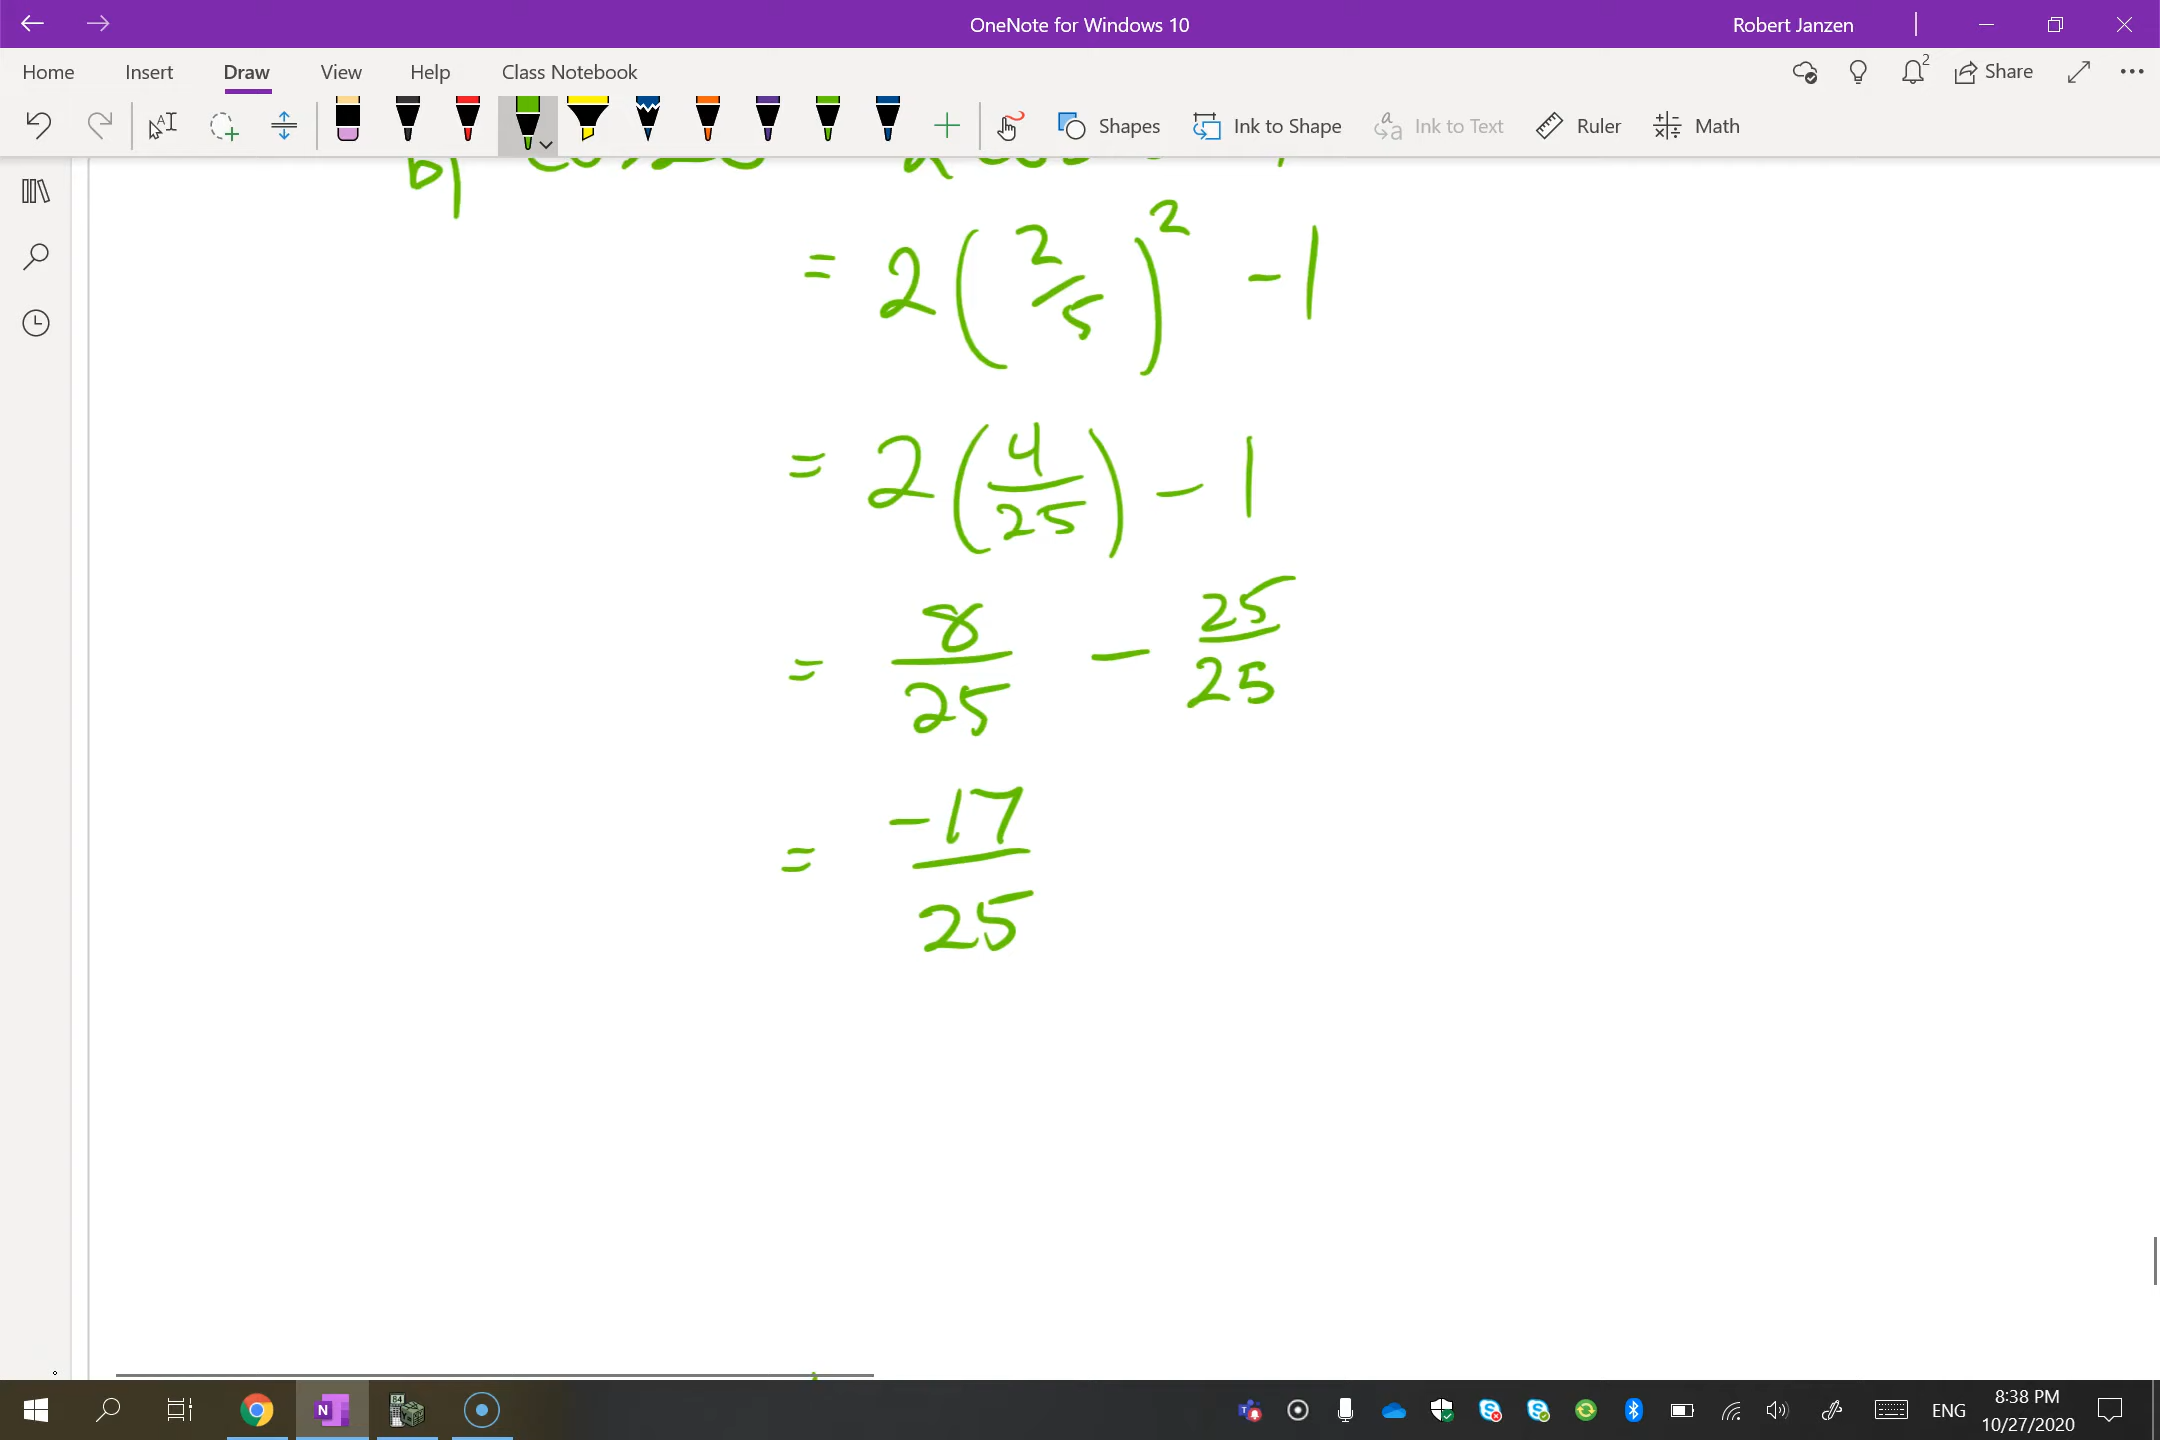 OneNote for Windows 10
Robert Janzen
Home Insert Draw View Help Class Notebook
2
Share
Shapes Ink to Shape Ink to Text Ruler Math
b)
= 2(2/5)² - 1
= 2(4/25) - 1
= 8/25 - 25/25
= -17/25
8:38 PM
ENG
10/27/2020